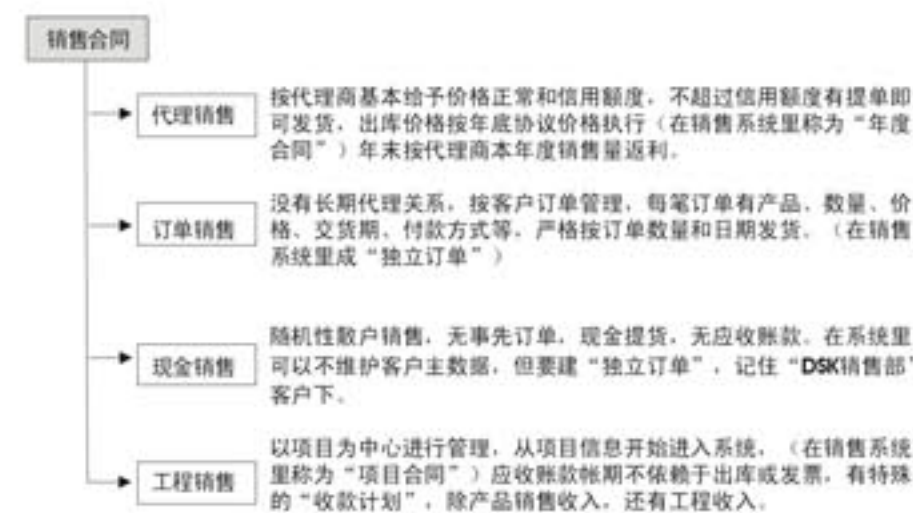 销售合同
代理销售
按代理商基本给予价格正常和信用额度，不超过信用额度有提单即
可发货，出库价格按年底协议价格执行（在销售系统里称为“年度
合同”）年末按代理商本年度销售量返利。
订单销售
没有长期代理关系，按客户订单管理，每笔订单有产品、数量、价
格、交货期、付款方式等，严格按订单数量和日期发货。（在销售
系统里成“独立订单”）
现金销售
随机性散户销售，无事先订单，现金提货，无应收账款。在系统里
可以不维护客户主数据，但要建“独立订单”，记住“DSK销售部”
客户下。
工程销售
以项目为中心进行管理，从项目信息开始进入系统，（在销售系统
里称为“项目合同”）应收账款帐期不依赖于出库或发票，有特殊
的“收款计划”，除产品销售收入，还有工程收入。